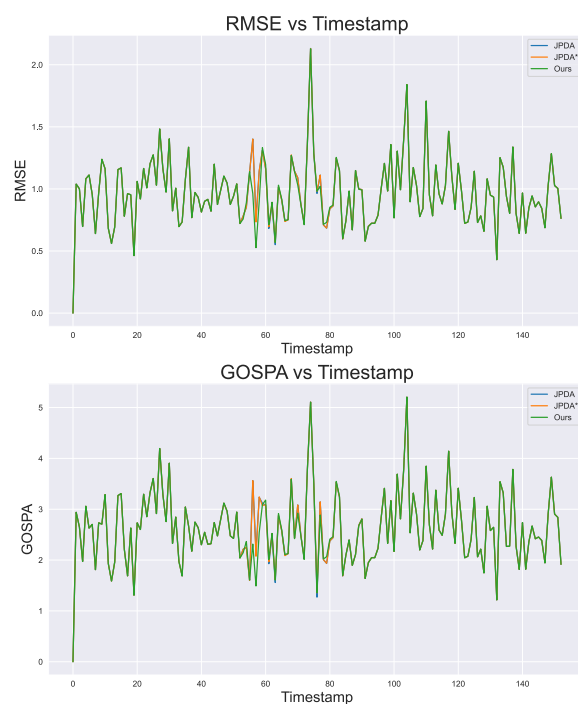 RMSE vs Timestamp
JPDA
JPDA*
Ours
2.0
1.5
1.0
0.5
0.0
RMSE
0 20 40 60 80 100 120 140
Timestamp
GOSPA vs Timestamp
JPDA
JPDA*
Ours
5
4
3
2
1
0
GOSPA
0 20 40 60 80 100 120 140
Timestamp